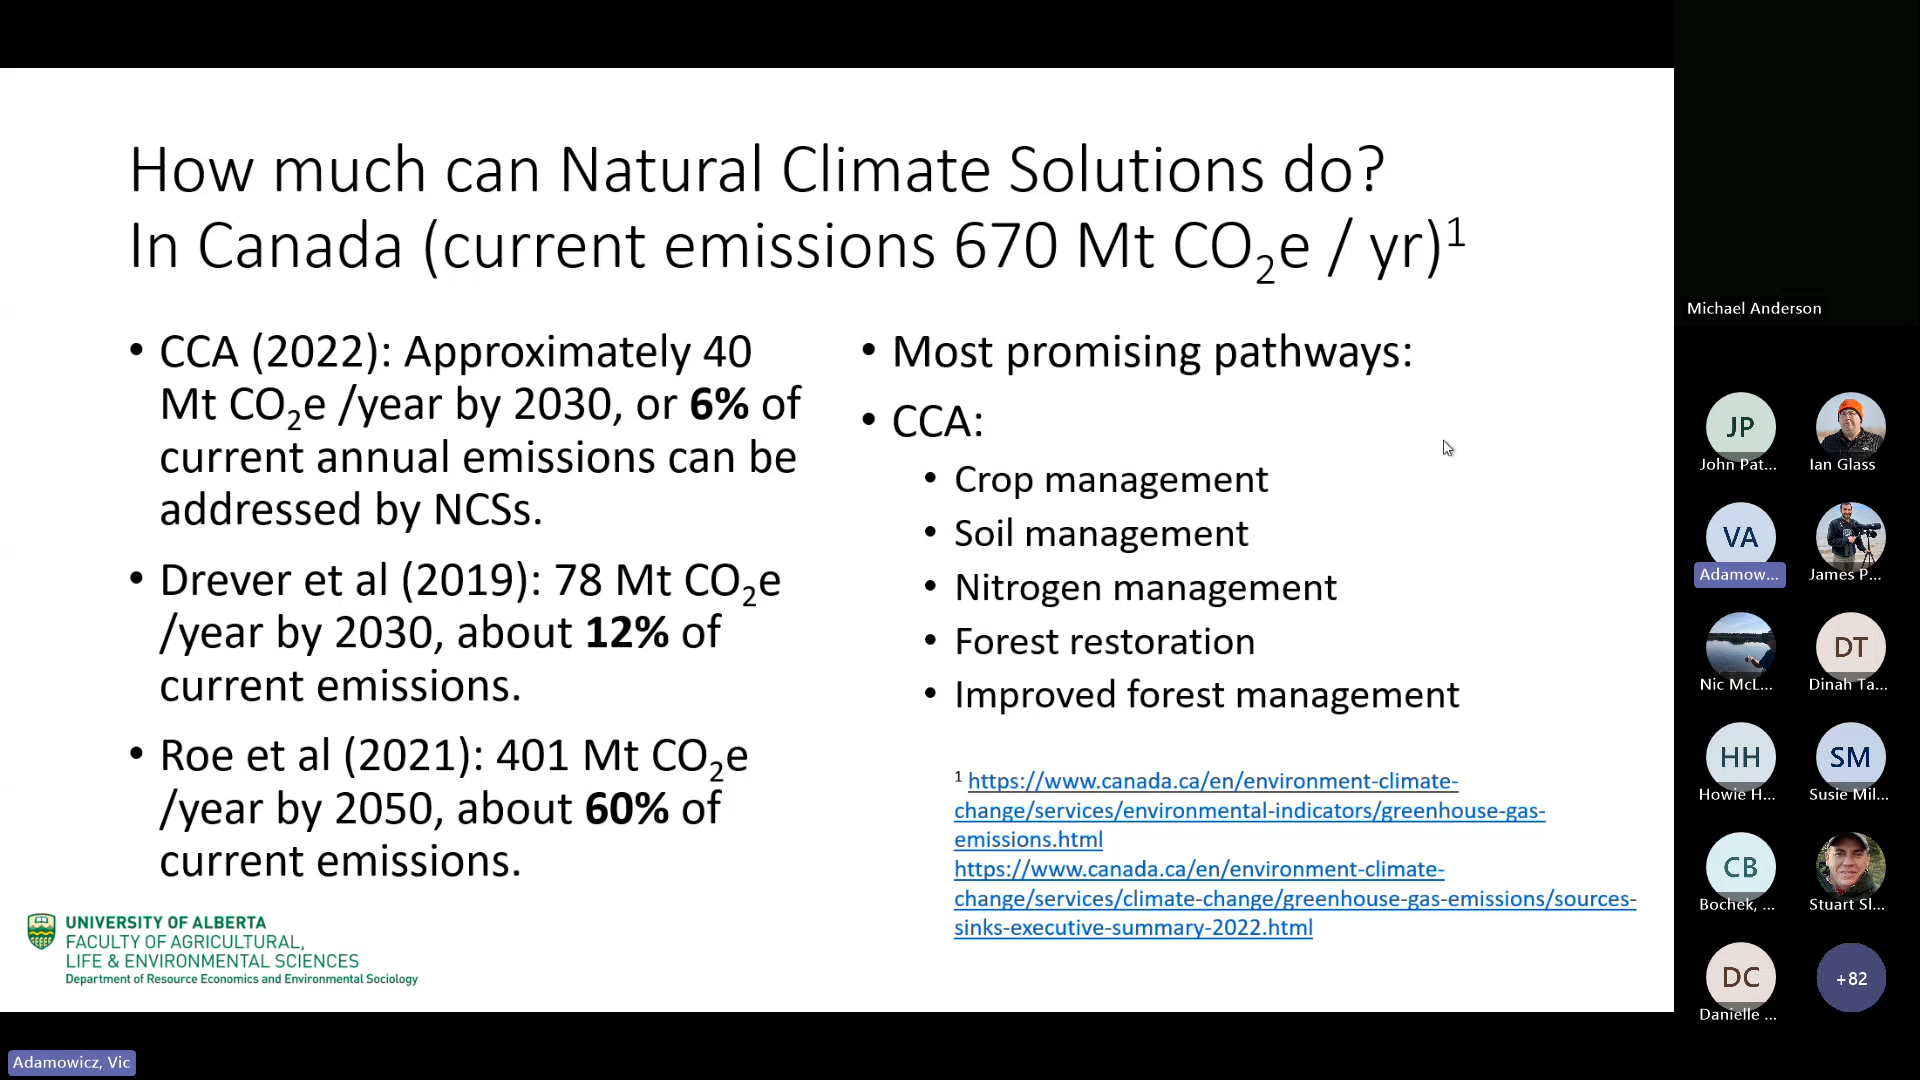 How much can Natural Climate Solutions do?
In Canada (current emissions 670 Mt CO₂e / yr)¹
• CCA (2022): Approximately 40
Mt CO₂e /year by 2030, or 6% of
current annual emissions can be
addressed by NCSs.
• Drever et al (2019): 78 Mt CO₂e
/year by 2030, about 12% of
current emissions.
• Roe et al (2021): 401 Mt CO₂e
/year by 2050, about 60% of
current emissions.
• Most promising pathways:
• CCA:
• Crop management
• Soil management
• Nitrogen management
• Forest restoration
• Improved forest management
¹ https://www.canada.ca/en/environment-climate-
change/services/environmental-indicators/greenhouse-gas-
emissions.html
https://www.canada.ca/en/environment-climate-
change/services/climate-change/greenhouse-gas-emissions/sources-
sinks-executive-summary-2022.html
UNIVERSITY OF ALBERTA
FACULTY OF AGRICULTURAL,
LIFE & ENVIRONMENTAL SCIENCES
Department of Resource Economics and Environmental Sociology
Adamowicz, Vic
Michael Anderson
JP
John Pat...
Ian Glass
VA
Adamow...
James P...
Nic McL...
DT
Dinah Ta...
HH
Howie H...
SM
Susie Mil...
CB
Bochek, ...
Stuart Sl...
DC
Danielle ...
+82